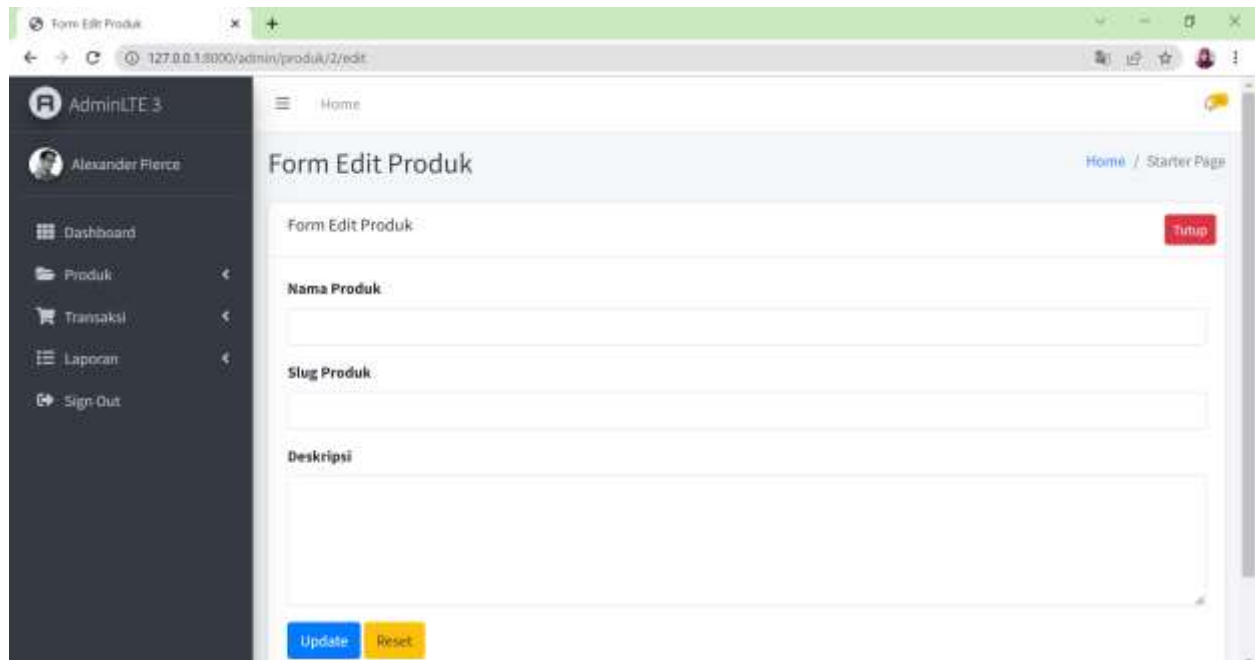 Form Edit Produk
127.0.0.1:8000/admin/produk/2/edit
AdminLTE 3
Home
Alexander Pierce
Form Edit Produk
Home / Starter Page
Dashboard
Form Edit Produk
Tutup
Produk
Nama Produk
Transaksi
Laporan
Slug Produk
Sign Out
Deskripsi
Update
Reset